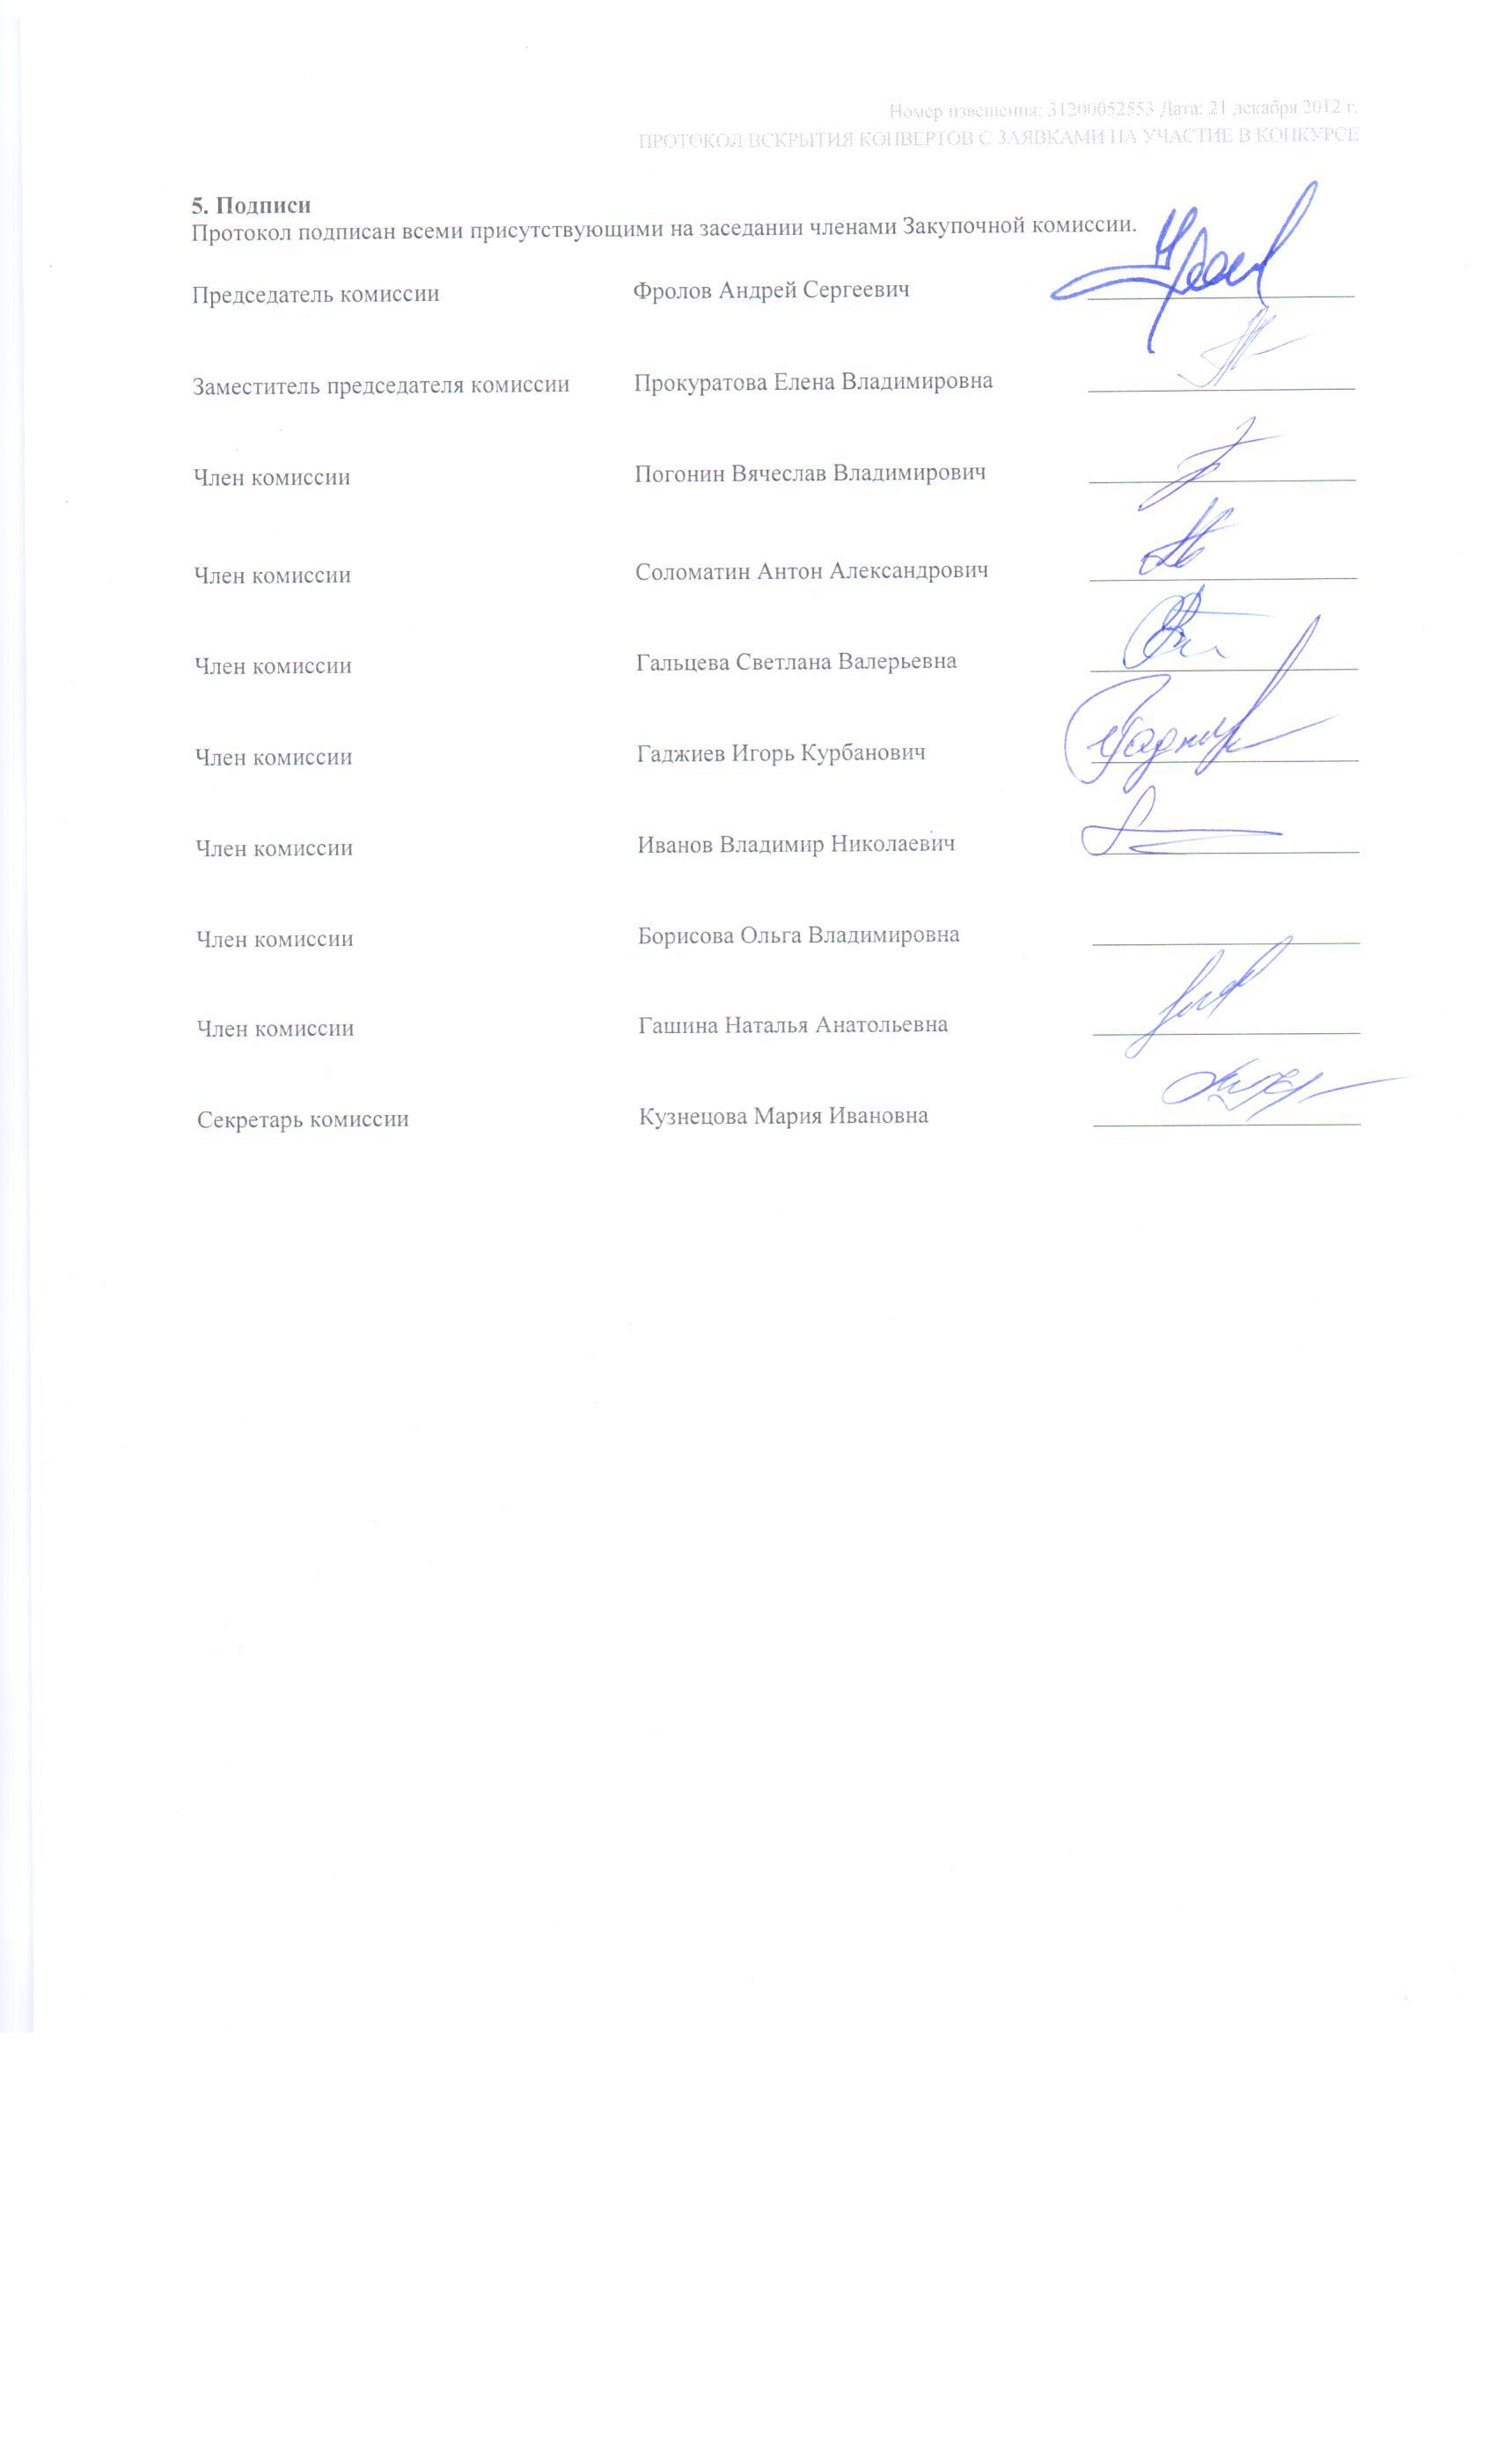 Номер извещения: 31200052553 Дата: 21 декабря 2012 г.
ПРОТОКОЛ ВСКРЫТИЯ КОНВЕРТОВ С ЗАЯВКАМИ НА УЧАСТИЕ В КОНКУРСЕ
5. Подписи
Протокол подписан всеми присутствующими на заседании членами Закупочной комиссии.
Председатель комиссии Фролов Андрей Сергеевич
Заместитель председателя комиссии Прокуратова Елена Владимировна
Член комиссии Погонин Вячеслав Владимирович
Член комиссии Соломатин Антон Александрович
Член комиссии Гальцева Светлана Валерьевна
Член комиссии Гаджиев Игорь Курбанович
Член комиссии Иванов Владимир Николаевич
Член комиссии Борисова Ольга Владимировна
Член комиссии Гашина Наталья Анатольевна
Секретарь комиссии Кузнецова Мария Ивановна